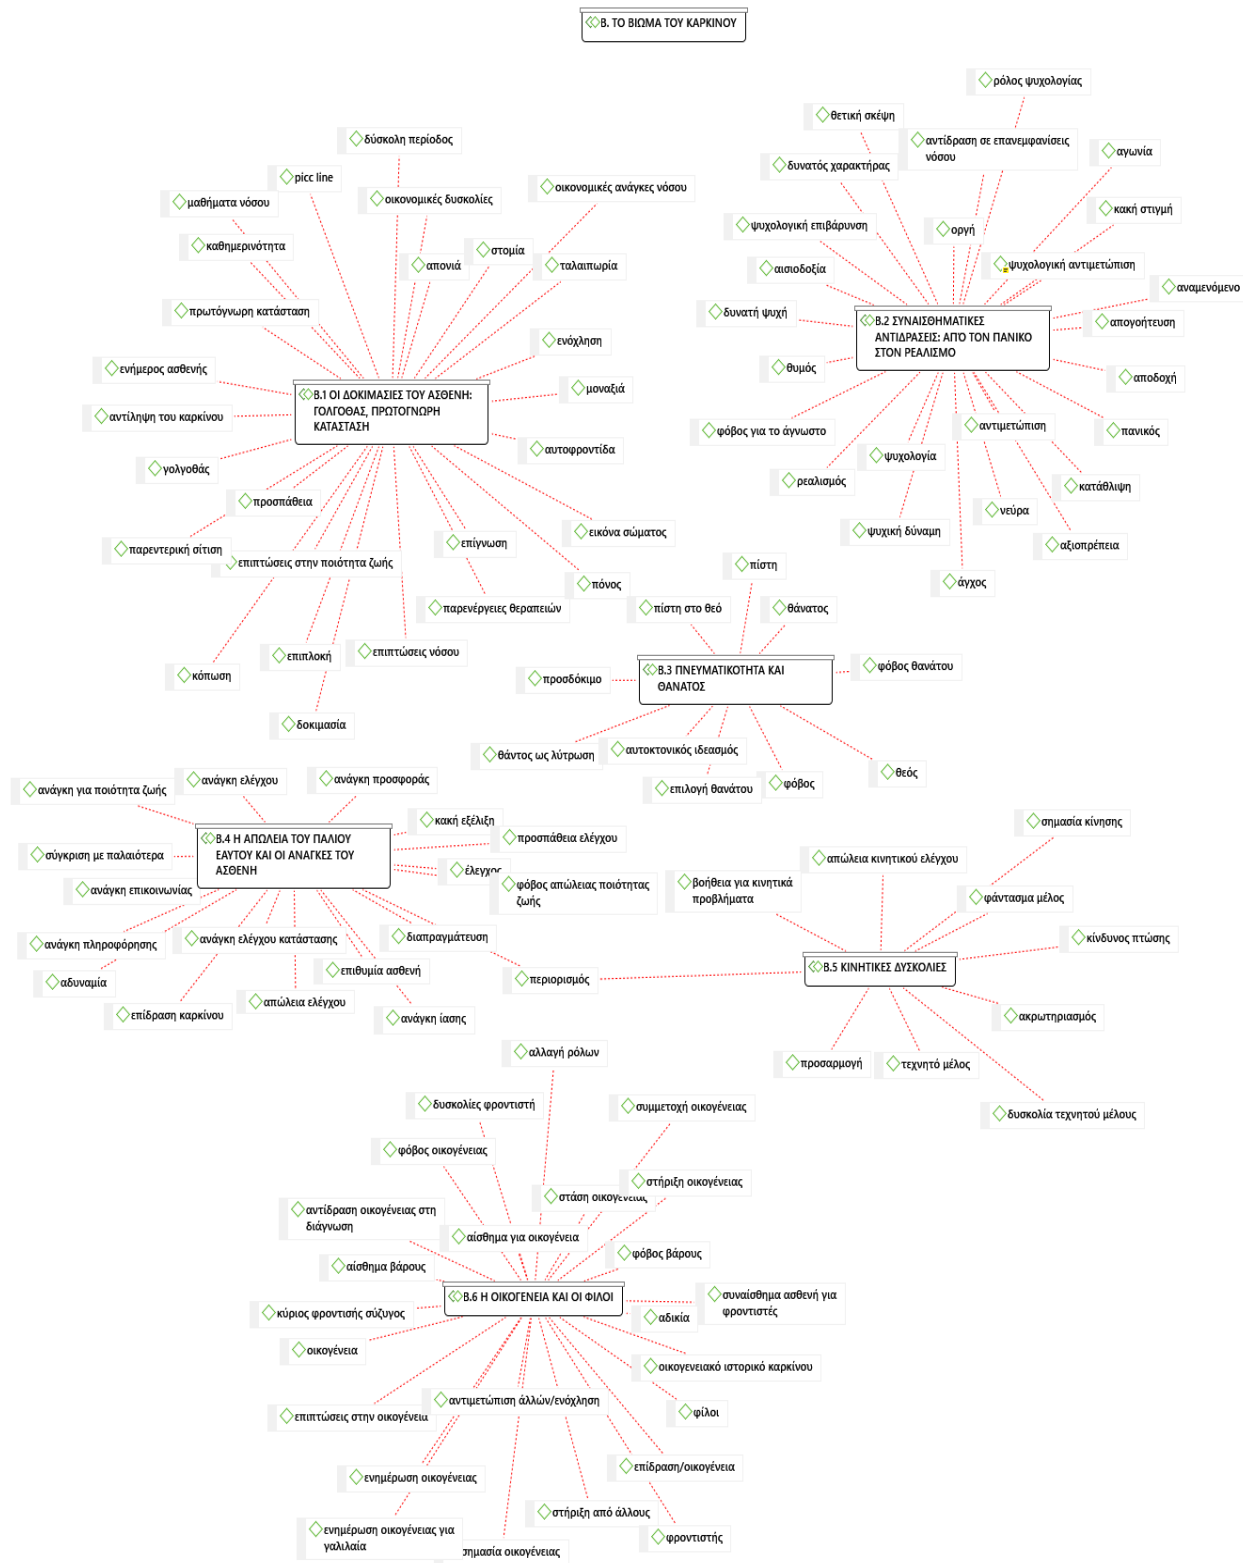 Β. ΤΟ ΒΙΩΜΑ ΤΟΥ ΚΑΡΚΙΝΟΥ
δύσκολη περίοδος
picc line
μαθήματα νόσου
οικονομικές δυσκολίες
οικονομικές ανάγκες νόσου
καθημερινότητα
στομία
απονιά
ταλαιπωρία
πρωτόγνωρη κατάσταση
ενόχληση
ενήμερος ασθενής
μοναξιά
Β.1 ΟΙ ΔΟΚΙΜΑΣΙΕΣ ΤΟΥ ΑΣΘΕΝΗ:
ΓΟΛΓΟΘΑΣ, ΠΡΩΤΟΓΝΩΡΗ
ΚΑΤΑΣΤΑΣΗ
αντίληψη του καρκίνου
αυτοφροντίδα
γολγοθάς
προσπάθεια
εικόνα σώματος
επίγνωση
παρεντερική σίτιση
επιπτώσεις στην ποιότητα ζωής
πόνος
παρενέργειες θεραπειών
επιπλοκή
επιπτώσεις νόσου
κόπωση
δοκιμασία
ρόλος ψυχολογίας
θετική σκέψη
αντίδραση σε επανεμφανίσεις
νόσου
αγωνία
δυνατός χαρακτήρας
κακή στιγμή
ψυχολογική επιβάρυνση
οργή
αισιοδοξία
ψυχολογική αντιμετώπιση
αναμενόμενο
δυνατή ψυχή
απογοήτευση
Β.2 ΣΥΝΑΙΣΘΗΜΑΤΙΚΕΣ
ΑΝΤΙΔΡΑΣΕΙΣ: ΑΠΌ ΤΟΝ ΠΑΝΙΚΟ
ΣΤΟΝ ΡΕΑΛΙΣΜΟ
θυμός
αποδοχή
φόβος για το άγνωστο
αντιμετώπιση
πανικός
ψυχολογία
ρεαλισμός
κατάθλιψη
νεύρα
ψυχική δύναμη
αξιοπρέπεια
άγχος
πίστη
πίστη στο θεό
θάνατος
Β.3 ΠΝΕΥΜΑΤΙΚΟΤΗΤΑ ΚΑΙ
ΘΑΝΑΤΟΣ
φόβος θανάτου
προσδόκιμο
θάντος ως λύτρωση
αυτοκτονικός ιδεασμός
θεός
επιλογή θανάτου
φόβος
ανάγκη για ποιότητα ζωής
ανάγκη ελέγχου
ανάγκη προσφοράς
κακή εξέλιξη
προσπάθεια ελέγχου
Β.4 Η ΑΠΩΛΕΙΑ ΤΟΥ ΠΑΛΙΟΥ
ΕΑΥΤΟΥ ΚΑΙ ΟΙ ΑΝΑΓΚΕΣ ΤΟΥ
ΑΣΘΕΝΗ
σύγκριση με παλαιότερα
έλεγχος
ανάγκη επικοινωνίας
φόβος απώλειας ποιότητας
ζωής
ανάγκη πληροφόρησης
ανάγκη ελέγχου κατάστασης
διαπραγμάτευση
αδυναμία
επιθυμία ασθενή
περιορισμός
επίδραση καρκίνου
απώλεια ελέγχου
ανάγκη ίασης
σημασία κίνησης
απώλεια κινητικού ελέγχου
βοήθεια για κινητικά
προβλήματα
φάντασμα μέλος
κίνδυνος πτώσης
Β.5 ΚΙΝΗΤΙΚΕΣ ΔΥΣΚΟΛΙΕΣ
ακρωτηριασμός
προσαρμογή
τεχνητό μέλος
δυσκολία τεχνητού μέλους
αλλαγή ρόλων
δυσκολίες φροντιστή
συμμετοχή οικογένειας
φόβος οικογένειας
στήριξη οικογένειας
στάση οικογένειας
αντίδραση οικογένειας στη
διάγνωση
αίσθημα για οικογένεια
φόβος βάρους
αίσθημα βάρους
Β.6 Η ΟΙΚΟΓΕΝΕΙΑ ΚΑΙ ΟΙ ΦΙΛΟΙ
συναίσθημα ασθενή για
φροντιστές
κύριος φροντισής σύζυγος
αδικία
οικογένεια
οικογενειακό ιστορικό καρκίνου
αντιμετώπιση άλλών/ενόχληση
επιπτώσεις στην οικογένεια
φίλοι
ενημέρωση οικογένειας
επίδραση/οικογένεια
στήριξη από άλλους
ενημέρωση οικογένειας για
γαλιλαία
φροντιστής
σημασία οικογένειας